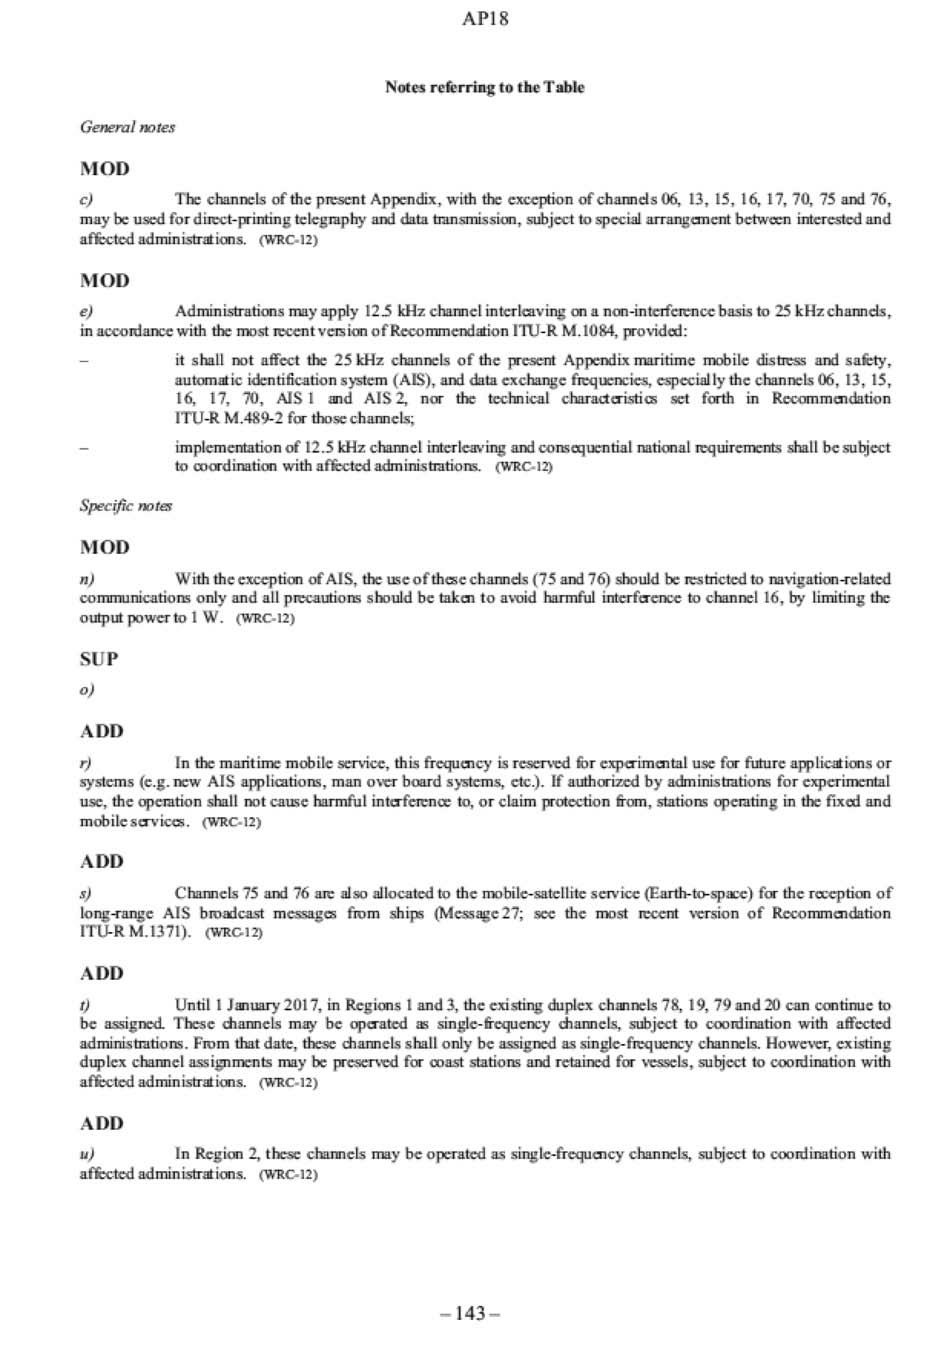 AP18
Notes referring to the Table
General notes
MOD
c) The channels of the present Appendix, with the exception of channels 06, 13, 15, 16, 17, 70, 75 and 76,
may be used for direct-printing telegraphy and data transmission, subject to special arrangement between interested and
affected administrations. (WRC-12)
MOD
e) Administrations may apply 12.5 kHz channel interleaving on a non-interference basis to 25 kHz channels,
in accordance with the most recent version of Recommendation ITU-R M.1084, provided:
– it shall not affect the 25 kHz channels of the present Appendix maritime mobile distress and safety,
automatic identification system (AIS), and data exchange frequencies, especially the channels 06, 13, 15,
16, 17, 70, AIS 1 and AIS 2, nor the technical characteristics set forth in Recommendation
ITU-R M.489-2 for those channels;
– implementation of 12.5 kHz channel interleaving and consequential national requirements shall be subject
to coordination with affected administrations. (WRC-12)
Specific notes
MOD
n) With the exception of AIS, the use of these channels (75 and 76) should be restricted to navigation-related
communications only and all precautions should be taken to avoid harmful interference to channel 16, by limiting the
output power to 1 W. (WRC-12)
SUP
o)
ADD
r) In the maritime mobile service, this frequency is reserved for experimental use for future applications or
systems (e.g. new AIS applications, man over board systems, etc.). If authorized by administrations for experimental
use, the operation shall not cause harmful interference to, or claim protection from, stations operating in the fixed and
mobile services. (WRC-12)
ADD
s) Channels 75 and 76 are also allocated to the mobile-satellite service (Earth-to-space) for the reception of
long-range AIS broadcast messages from ships (Message 27; see the most recent version of Recommendation
ITU-R M.1371). (WRC-12)
ADD
t) Until 1 January 2017, in Regions 1 and 3, the existing duplex channels 78, 19, 79 and 20 can continue to
be assigned. These channels may be operated as single-frequency channels, subject to coordination with affected
administrations. From that date, these channels shall only be assigned as single-frequency channels. However, existing
duplex channel assignments may be preserved for coast stations and retained for vessels, subject to coordination with
affected administrations. (WRC-12)
ADD
u) In Region 2, these channels may be operated as single-frequency channels, subject to coordination with
affected administrations. (WRC-12)
– 143 –